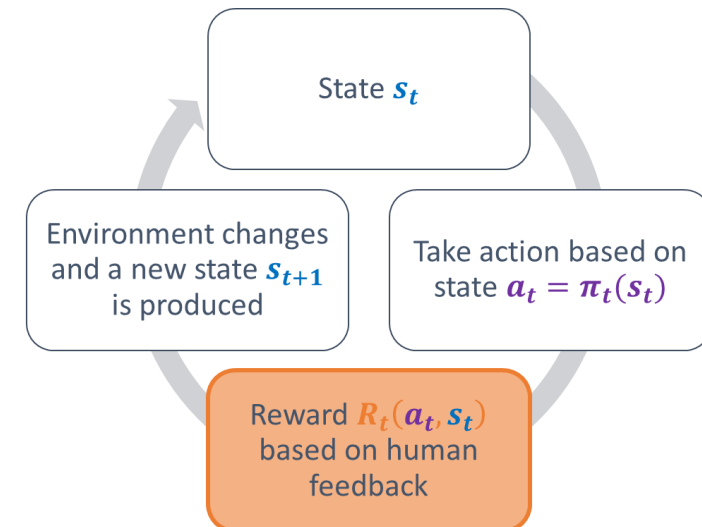 State sₜ
Environment changes
and a new state sₜ₊₁
is produced
Take action based on
state aₜ = πₜ(sₜ)
Reward Rₜ(aₜ, sₜ)
based on human
feedback